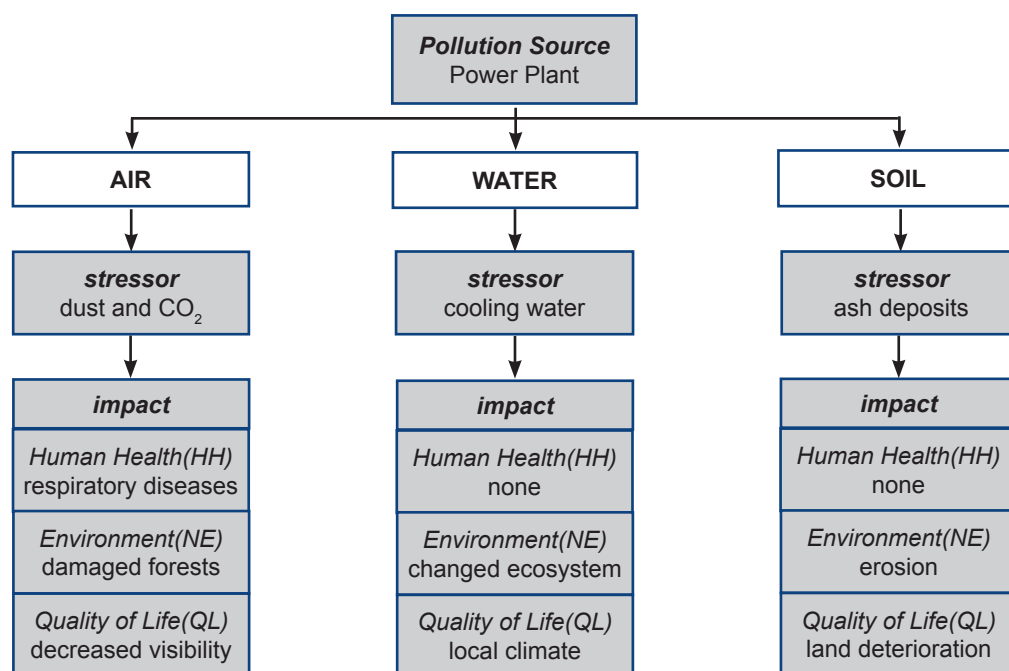 Pollution Source
Power Plant
AIR
WATER
SOIL
stressor
dust and CO₂
stressor
cooling water
stressor
ash deposits
impact
Human Health(HH)
respiratory diseases
Environment(NE)
damaged forests
Quality of Life(QL)
decreased visibility
impact
Human Health(HH)
none
Environment(NE)
changed ecosystem
Quality of Life(QL)
local climate
impact
Human Health(HH)
none
Environment(NE)
erosion
Quality of Life(QL)
land deterioration